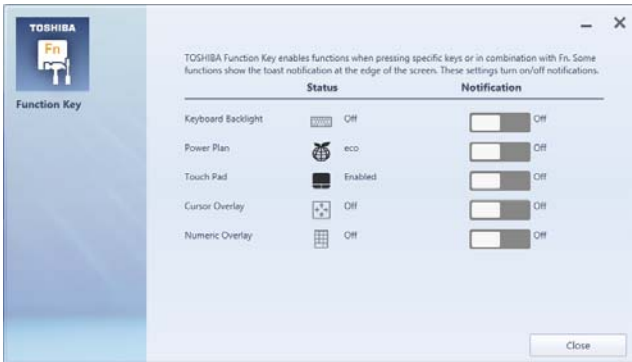 TOSHIBA
Fn
Function Key
TOSHIBA Function Key enables functions when pressing specific keys or in combination with Fn. Some
functions show the toast notification at the edge of the screen. These settings turn on/off notifications.
Status Notification
Keyboard Backlight Off Off
Power Plan eco Off
Touch Pad Enabled Off
Cursor Overlay Off Off
Numeric Overlay Off Off
Close